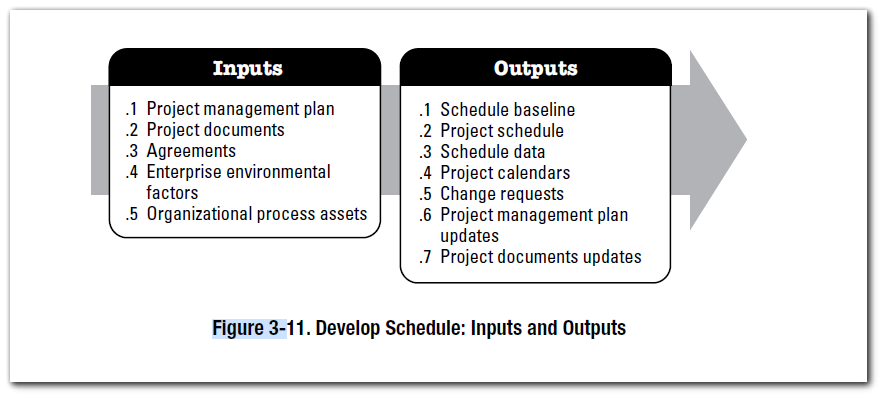 Inputs
.1 Project management plan
.2 Project documents
.3 Agreements
.4 Enterprise environmental
factors
.5 Organizational process assets
Outputs
.1 Schedule baseline
.2 Project schedule
.3 Schedule data
.4 Project calendars
.5 Change requests
.6 Project management plan
updates
.7 Project documents updates
Figure 3-11. Develop Schedule: Inputs and Outputs